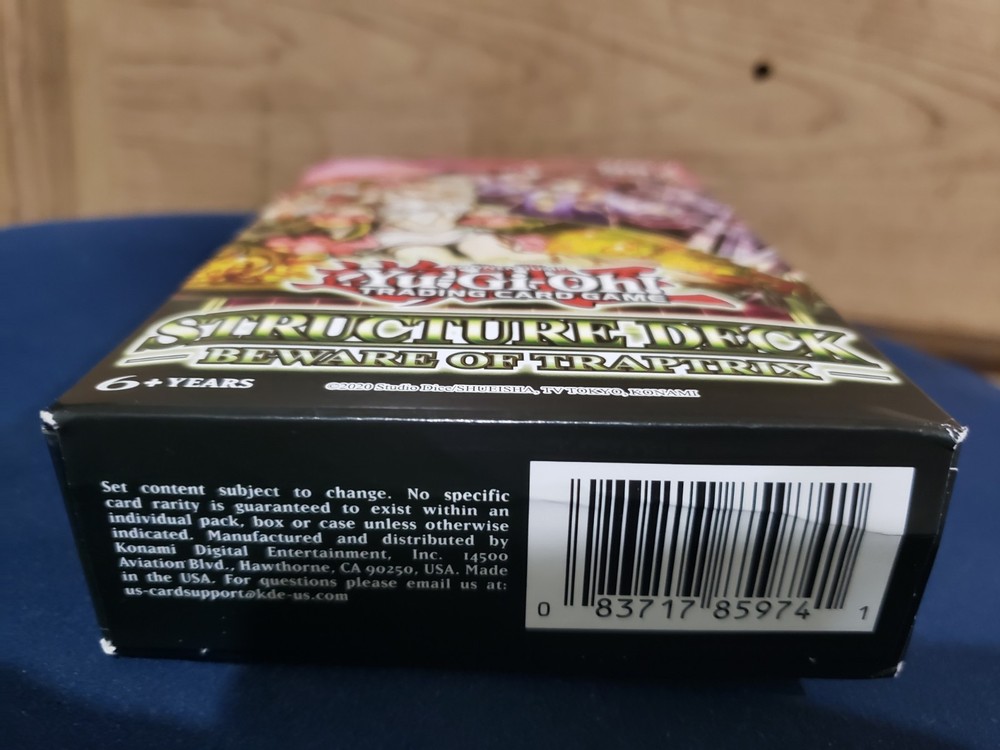 Yu-Gi-Oh!
TRADING CARD GAME
STRUCTURE DECK
BEWARE OF TRAPTRIX
6+ YEARS
©2020 Studio Dice/SHUEISHA, TV TOKYO, KONAMI
Set content subject to change. No specific
card rarity is guaranteed to exist within an
individual pack, box or case unless otherwise
indicated. Manufactured and distributed by
Konami Digital Entertainment, Inc. 14500
Aviation Blvd., Hawthorne, CA 90250, USA. Made
in the USA. For questions please email us at:
us-cardsupport@kde-us.com
0 83717 85974 1